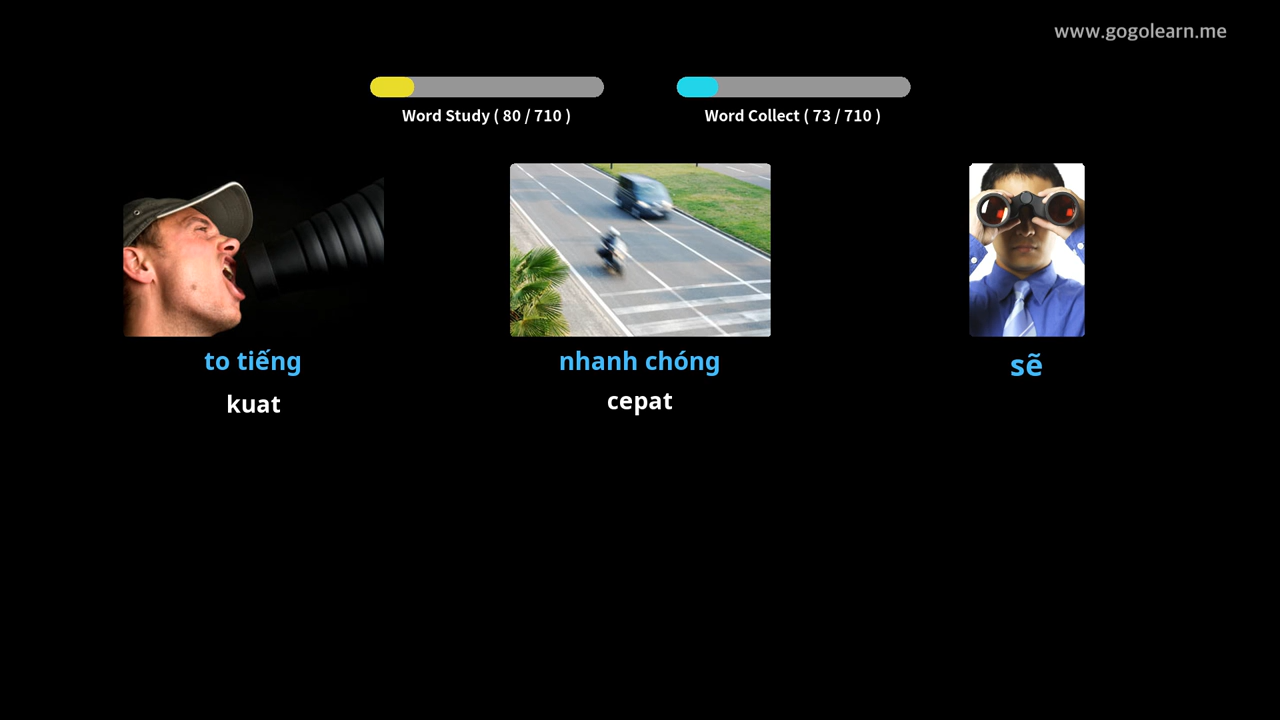 www.gogolearn.me
Word Study ( 80 / 710 )
Word Collect ( 73 / 710 )
to tiếng
nhanh chóng
sẽ
kuat
cepat